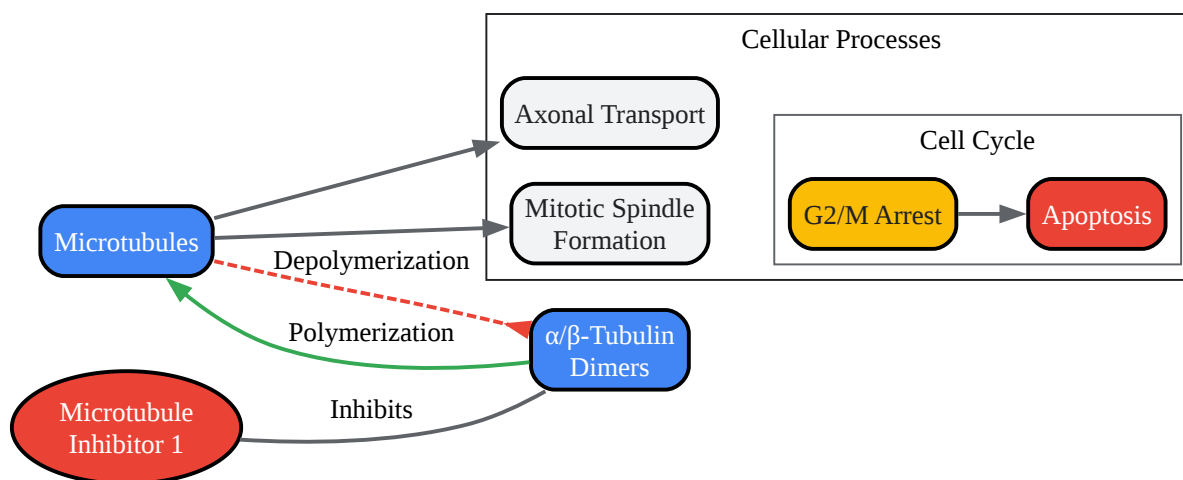 Cellular Processes
Axonal Transport
Cell Cycle
Mitotic Spindle
Formation
G2/M Arrest
Apoptosis
Microtubules
Depolymerization
Polymerization
α/β-Tubulin
Dimers
Microtubule
Inhibitor 1
Inhibits